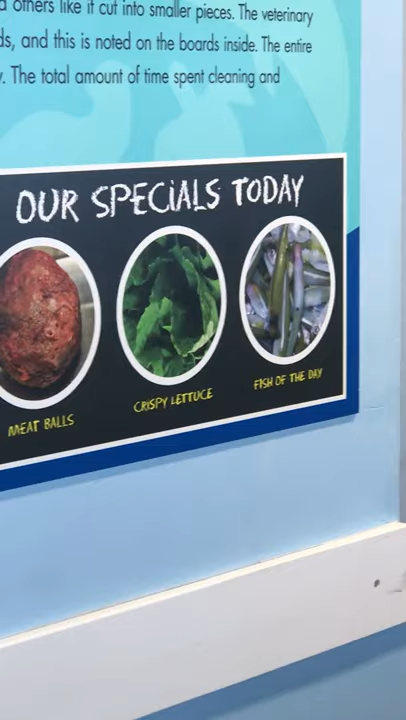 others like it cut into smaller pieces. The veterinary
and this is noted on the boards inside. The entire
The total amount of time spent cleaning and
OUR SPECIALS TODAY
MEAT BALLS
CRISPY LETTUCE
FISH OF THE DAY